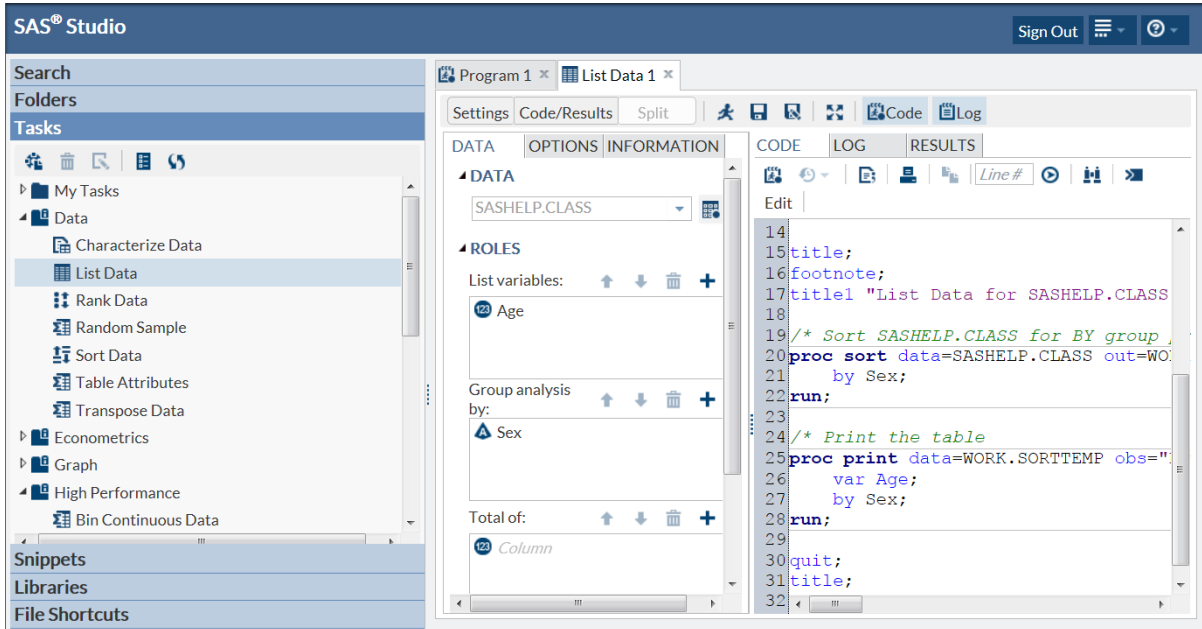 SAS® Studio
Sign Out
Search
Folders
Tasks
My Tasks
Data
Characterize Data
List Data
Rank Data
Random Sample
Sort Data
Table Attributes
Transpose Data
Econometrics
Graph
High Performance
Bin Continuous Data
Snippets
Libraries
File Shortcuts
Program 1 List Data 1
Settings Code/Results Split Code Log
DATA OPTIONS INFORMATION
DATA
SASHELP.CLASS
ROLES
List variables:
123 Age
Group analysis
by:
A Sex
Total of:
123 Column
CODE LOG RESULTS
Line #
Edit
14
15 title;
16 footnote;
17 title1 "List Data for SASHELP.CLASS
18
19 /* Sort SASHELP.CLASS for BY group
20 proc sort data=SASHELP.CLASS out=WO
21 by Sex;
22 run;
23
24 /* Print the table
25 proc print data=WORK.SORTTEMP obs="
26 var Age;
27 by Sex;
28 run;
29
30 quit;
31 title;
32